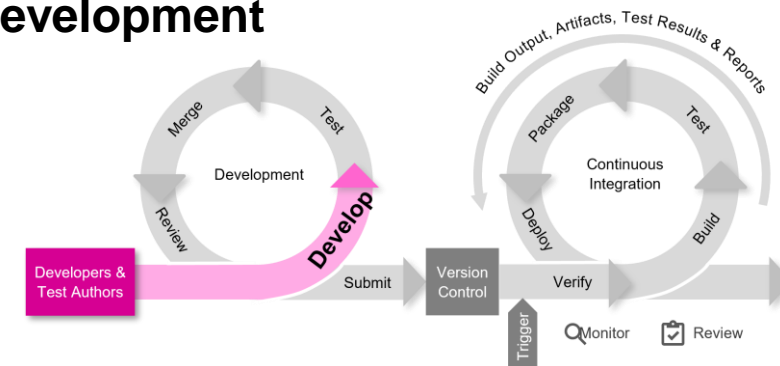 evelopment
Build Output, Artifacts, Test Results & Reports
Merge
Test
Development
Review
Develop
Developers &
Test Authors
Submit
Version
Control
Package
Test
Continuous
Integration
Deploy
Build
Verify
Trigger
Monitor
Review